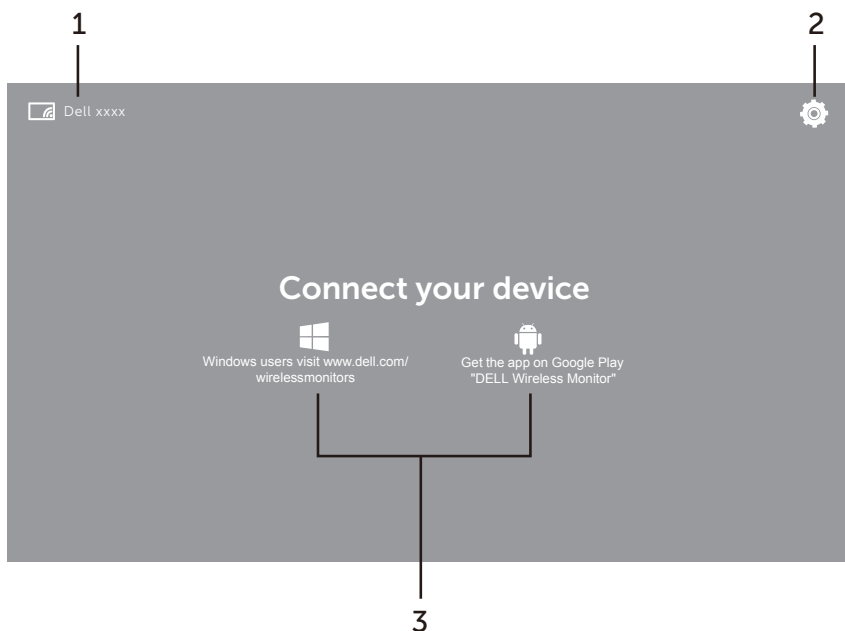 1
2
Dell xxxx
Connect your device
Windows users visit www.dell.com/
wirelessmonitors
Get the app on Google Play
"DELL Wireless Monitor"
3